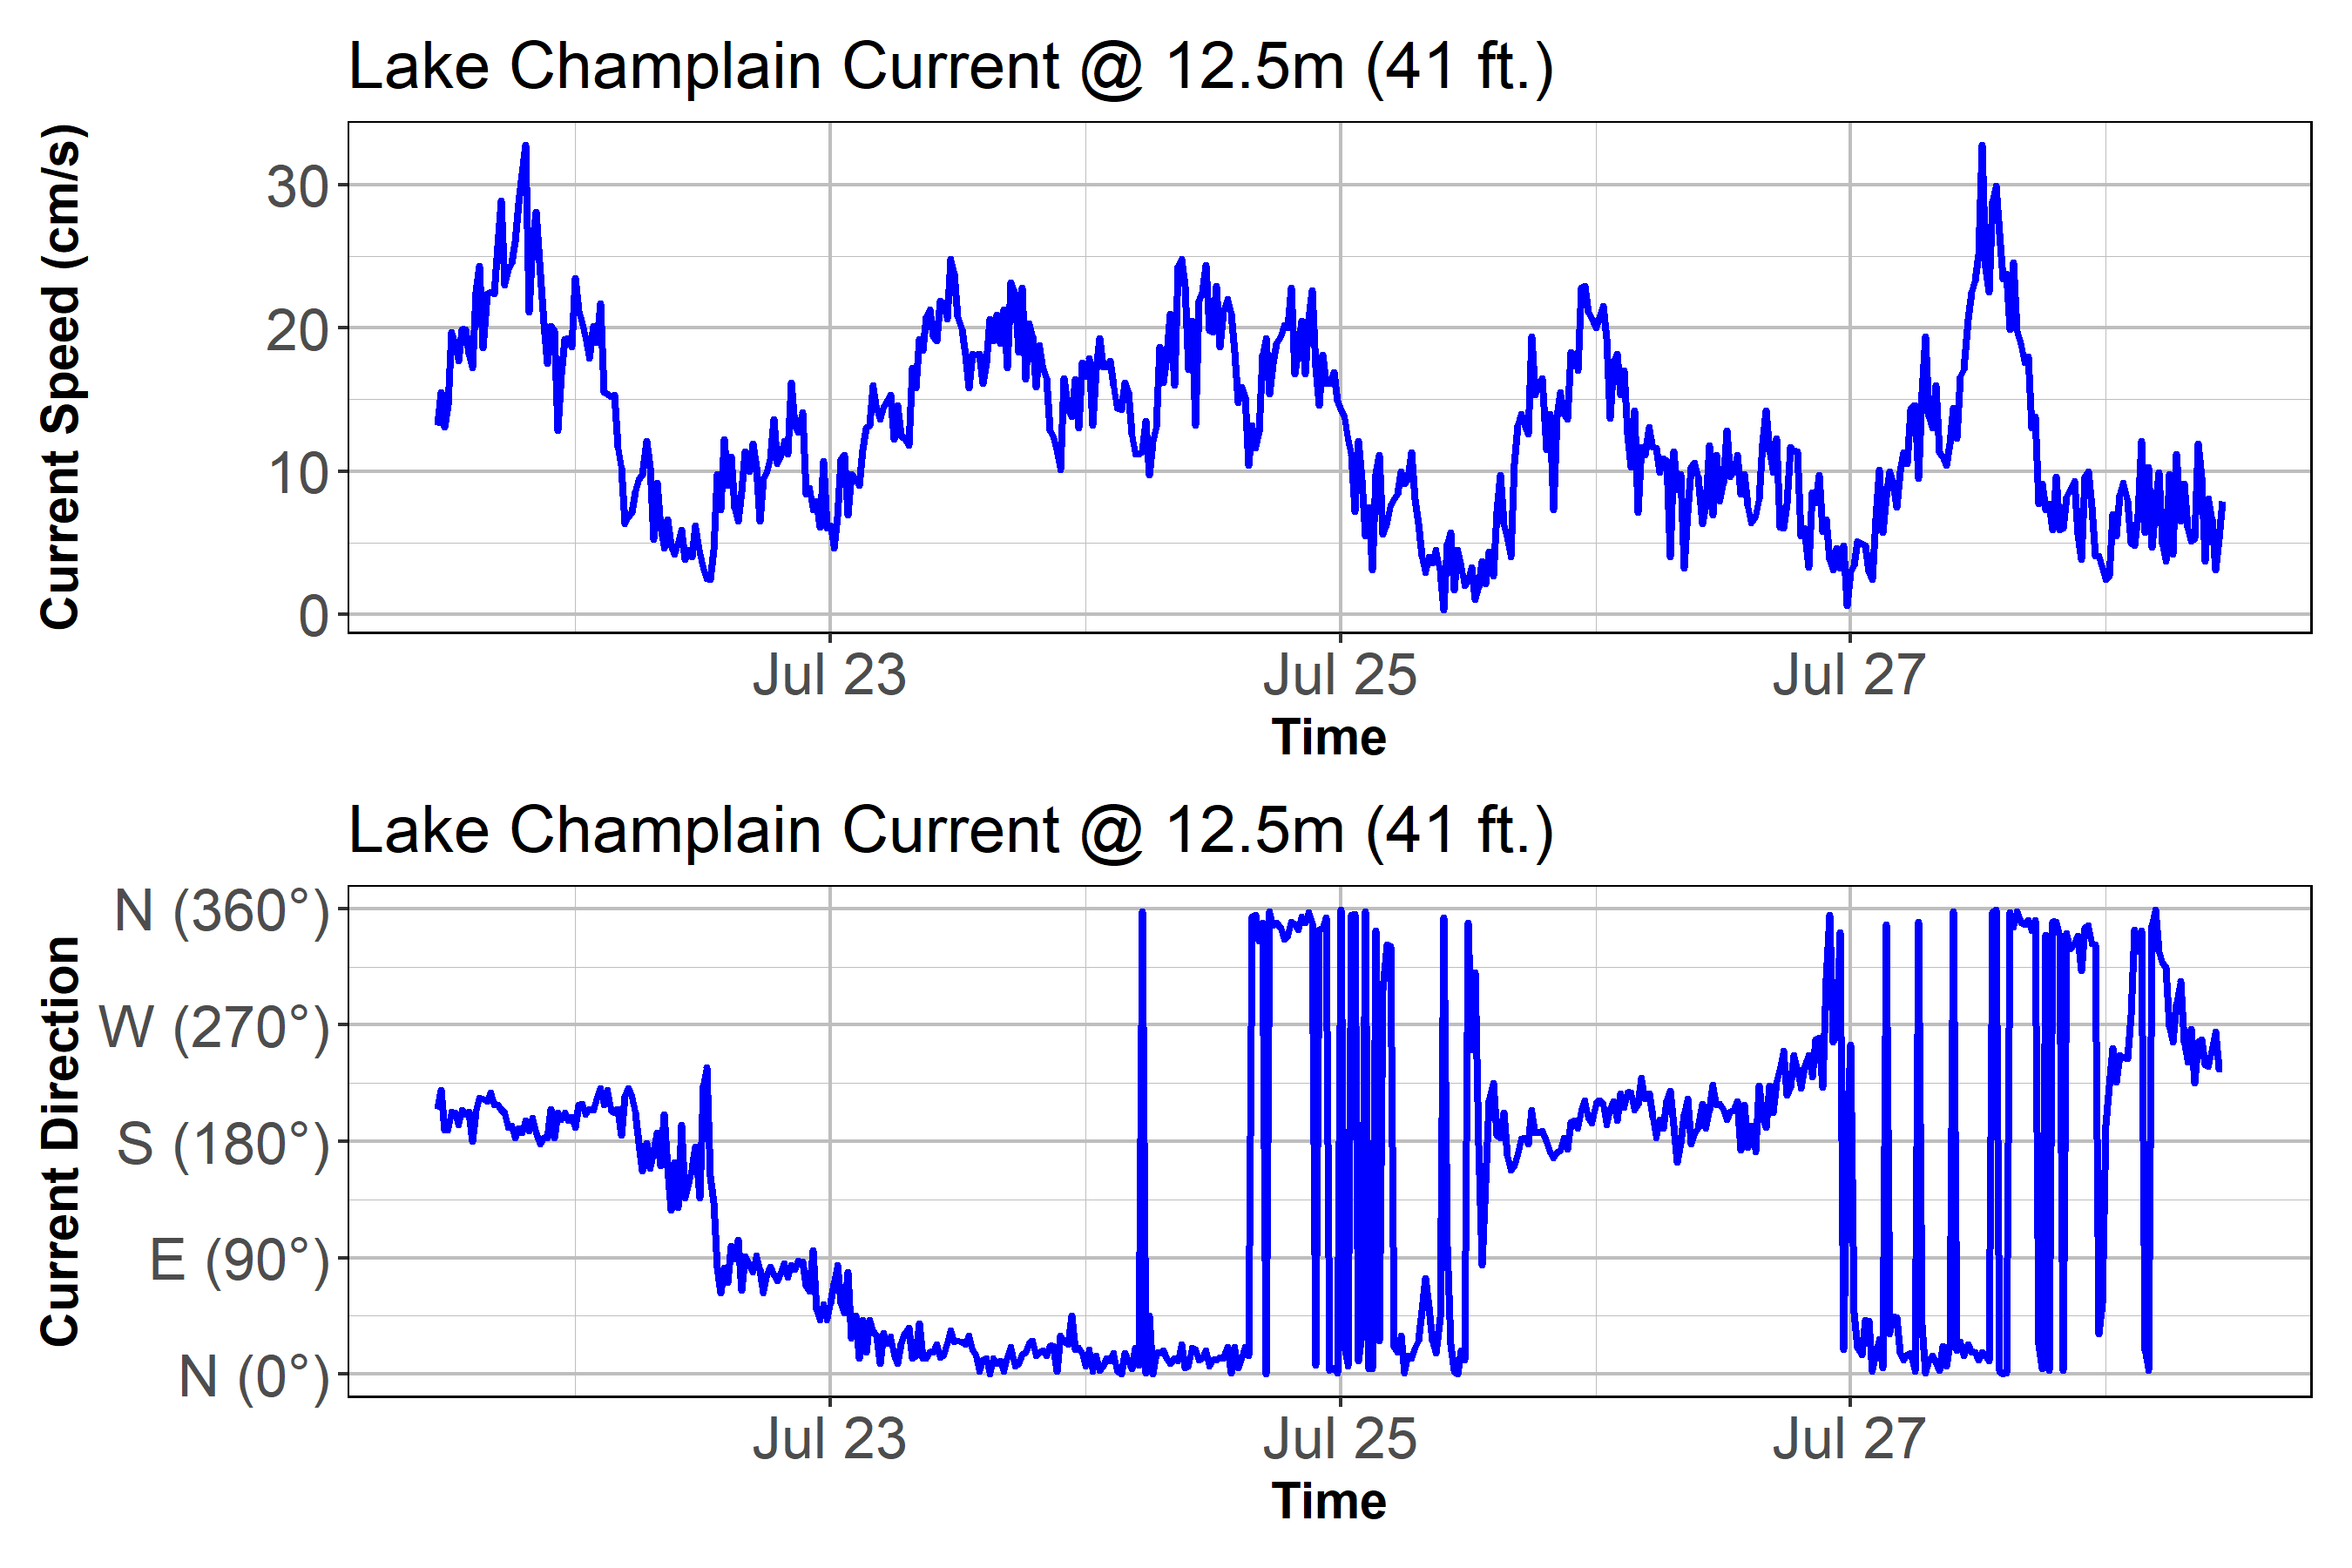 Lake Champlain Current @ 12.5m (41 ft.)
Current Speed (cm/s)
30
20
10
0
Jul 23 Jul 25 Jul 27
Time
Lake Champlain Current @ 12.5m (41 ft.)
Current Direction
N (360°)
W (270°)
S (180°)
E (90°)
N (0°)
Jul 23 Jul 25 Jul 27
Time